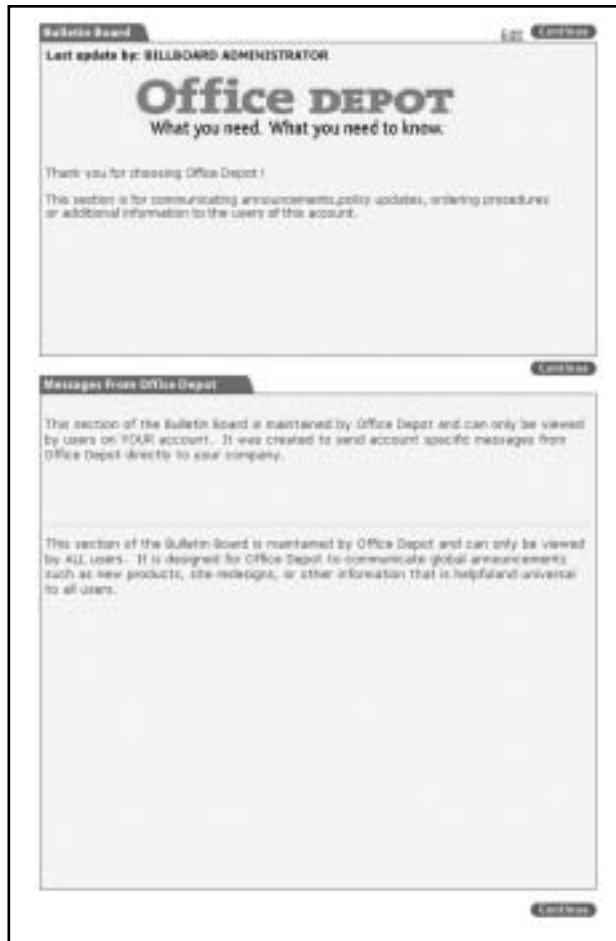 Bulletin Board
Edit Continue
Last update by: BILLBOARD ADMINISTRATOR
Office DEPOT
What you need. What you need to know.
Thank you for choosing Office Depot !
This section is for communicating announcements,policy updates, ordering procedures
or additional information to the users of this account.
Continue
Messages From Office Depot
This section of the Bulletin Board is maintained by Office Depot and can only be viewed
by users on YOUR account. It was created to send account specific messages from
Office Depot directly to your company.
This section of the Bulletin Board is maintained by Office Depot and can only be viewed
by ALL users. It is designed for Office Depot to communicate global announcements
such as new products, site redesigns, or other information that is helpfuland universal
to all users.
Continue